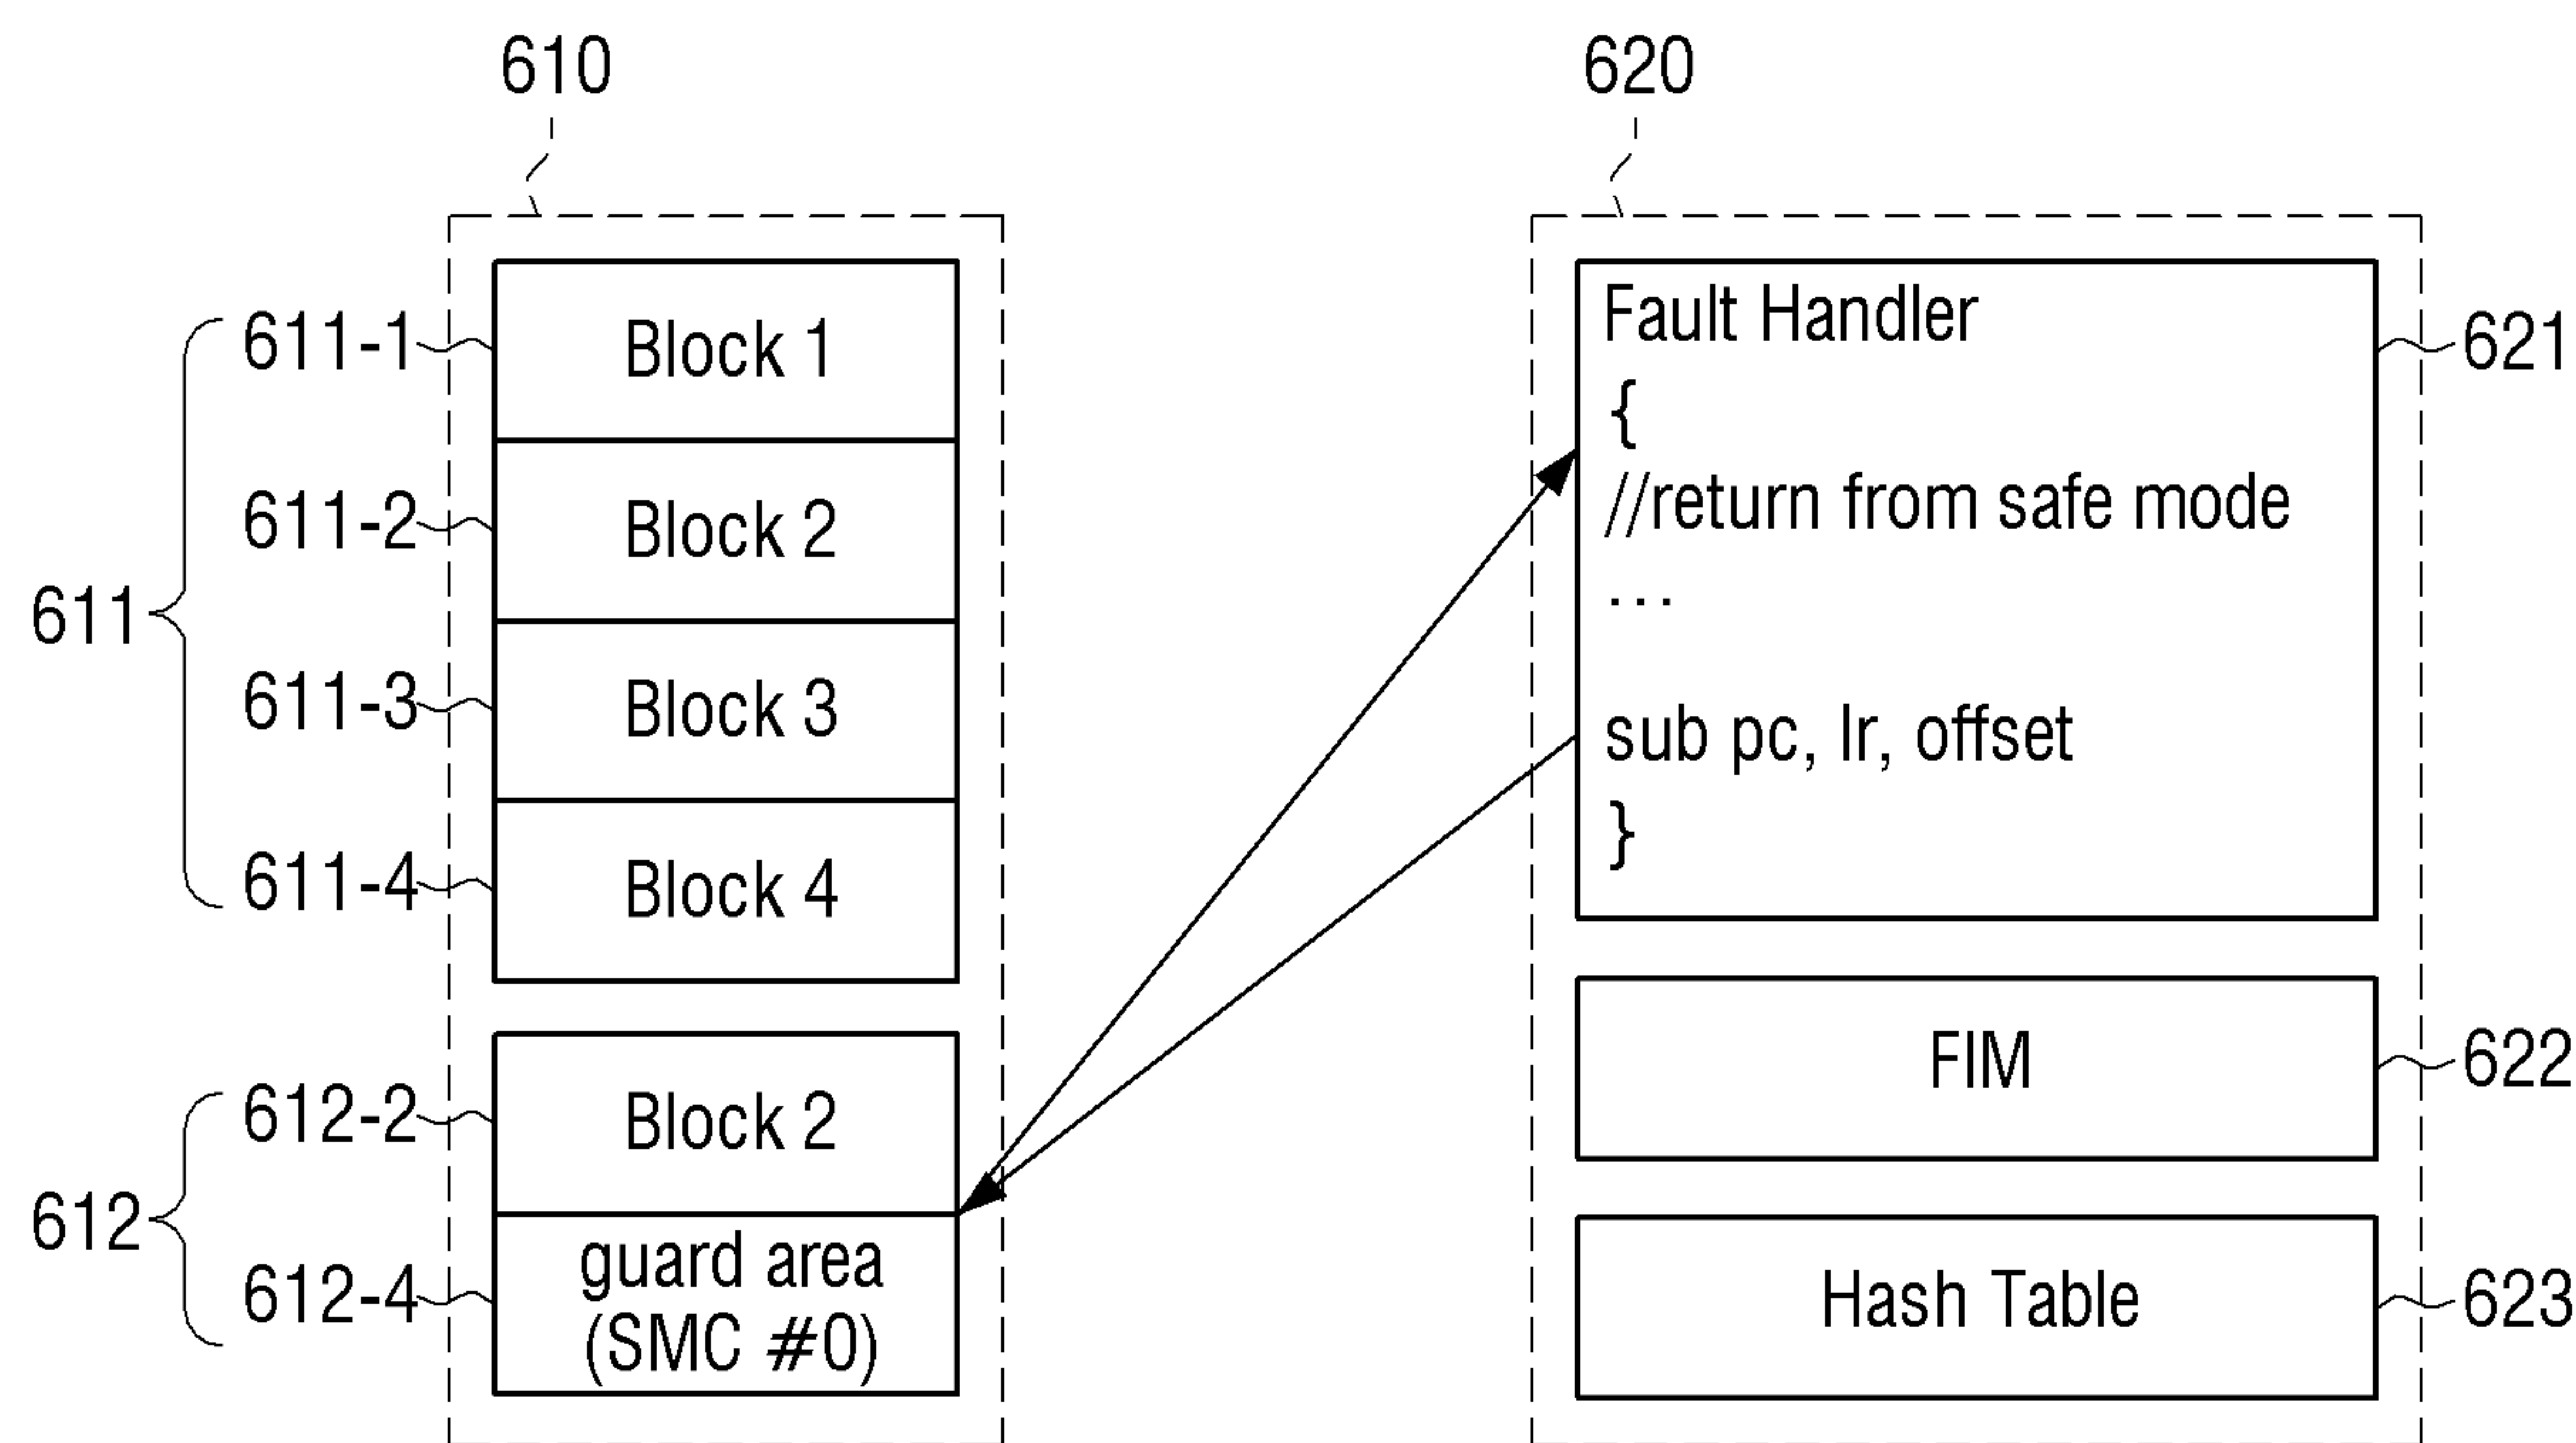 610
620
611
611-1
Block 1
611-2
Block 2
611-3
Block 3
611-4
Block 4
612
612-2
Block 2
612-4
guard area
(SMC #0)
Fault Handler
{
//return from safe mode
...
sub pc, lr, offset
}
621
FIM
622
Hash Table
623